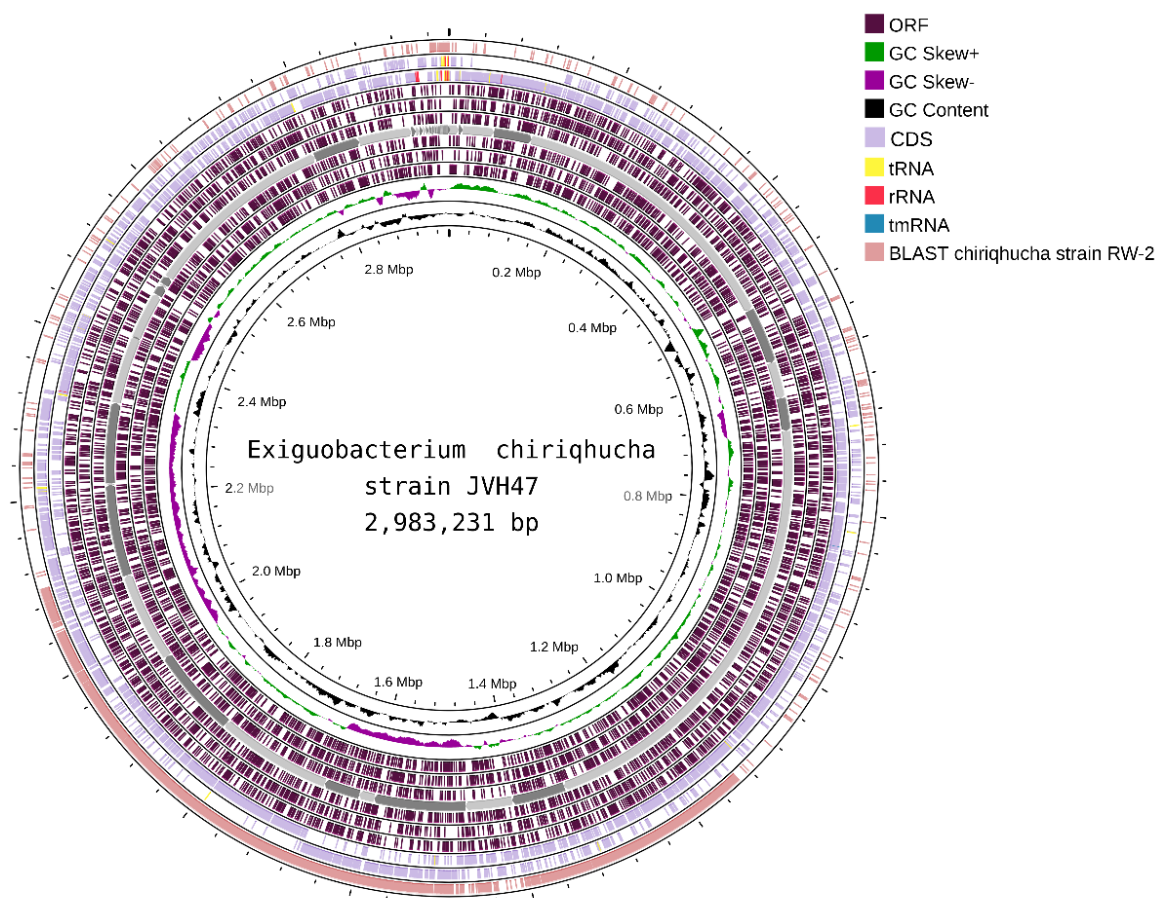 ORF
GC Skew+
GC Skew-
GC Content
CDS
tRNA
rRNA
tmRNA
BLAST chiriqhucha strain RW-2
2.8 Mbp
0.2 Mbp
2.6 Mbp
0.4 Mbp
2.4 Mbp
0.6 Mbp
Exiguobacterium chiriqhucha
strain JVH47
2,983,231 bp
2.2 Mbp
0.8 Mbp
2.0 Mbp
1.0 Mbp
1.8 Mbp
1.2 Mbp
1.6 Mbp
1.4 Mbp